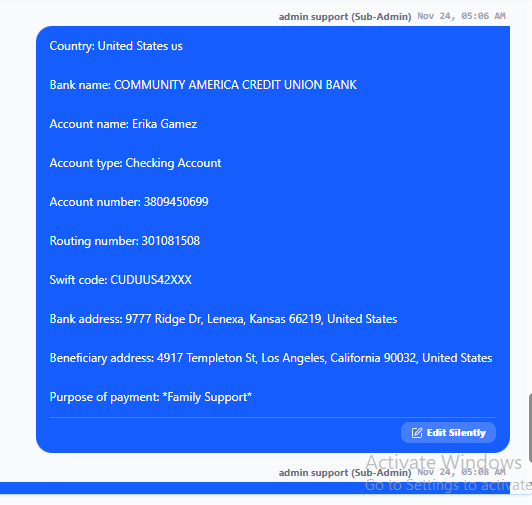 admin support (Sub-Admin) Nov 24, 05:06 AM
Country: United States us
Bank name: COMMUNITY AMERICA CREDIT UNION BANK
Account name: Erika Gamez
Account type: Checking Account
Account number: 3809450699
Routing number: 301081508
Swift code: CUDUUS42XXX
Bank address: 9777 Ridge Dr, Lenexa, Kansas 66219, United States
Beneficiary address: 4917 Templeton St, Los Angeles, California 90032, United States
Purpose of payment: *Family Support*
Edit Silently
Activate Windows
admin support (Sub-Admin) Nov 24, 05:08 AM
Go to Settings to activate